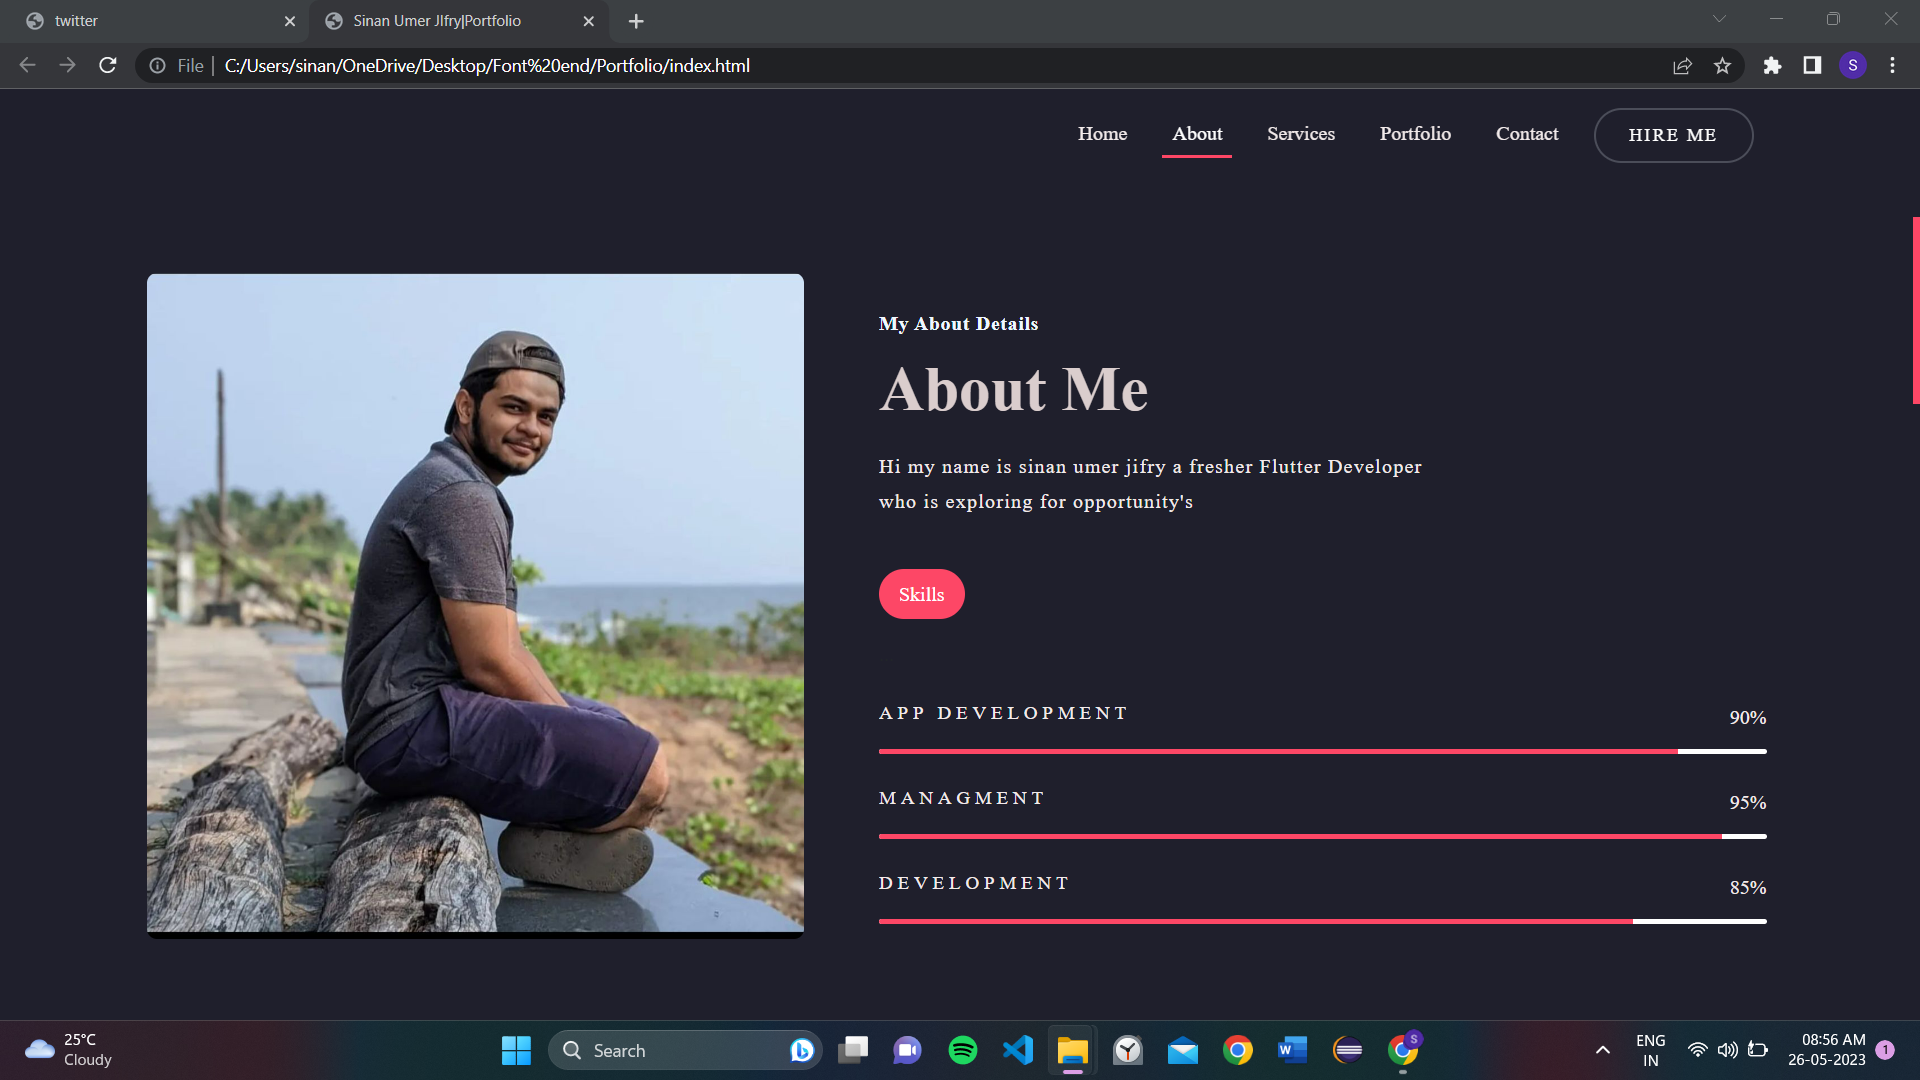 twitter
Sinan Umer JIfry|Portfolio
File
C:/Users/sinan/OneDrive/Desktop/Font%20end/Portfolio/index.html
S
Home
About
Services
Portfolio
Contact
HIRE ME
My About Details
About Me
Hi my name is sinan umer jifry a fresher Flutter Developer
who is exploring for opportunity's
Skills
APP DEVELOPMENT
90%
MANAGMENT
95%
DEVELOPMENT
85%
25°C
Cloudy
Search
b
W
S
ENG
IN
08:56 AM
26-05-2023
1